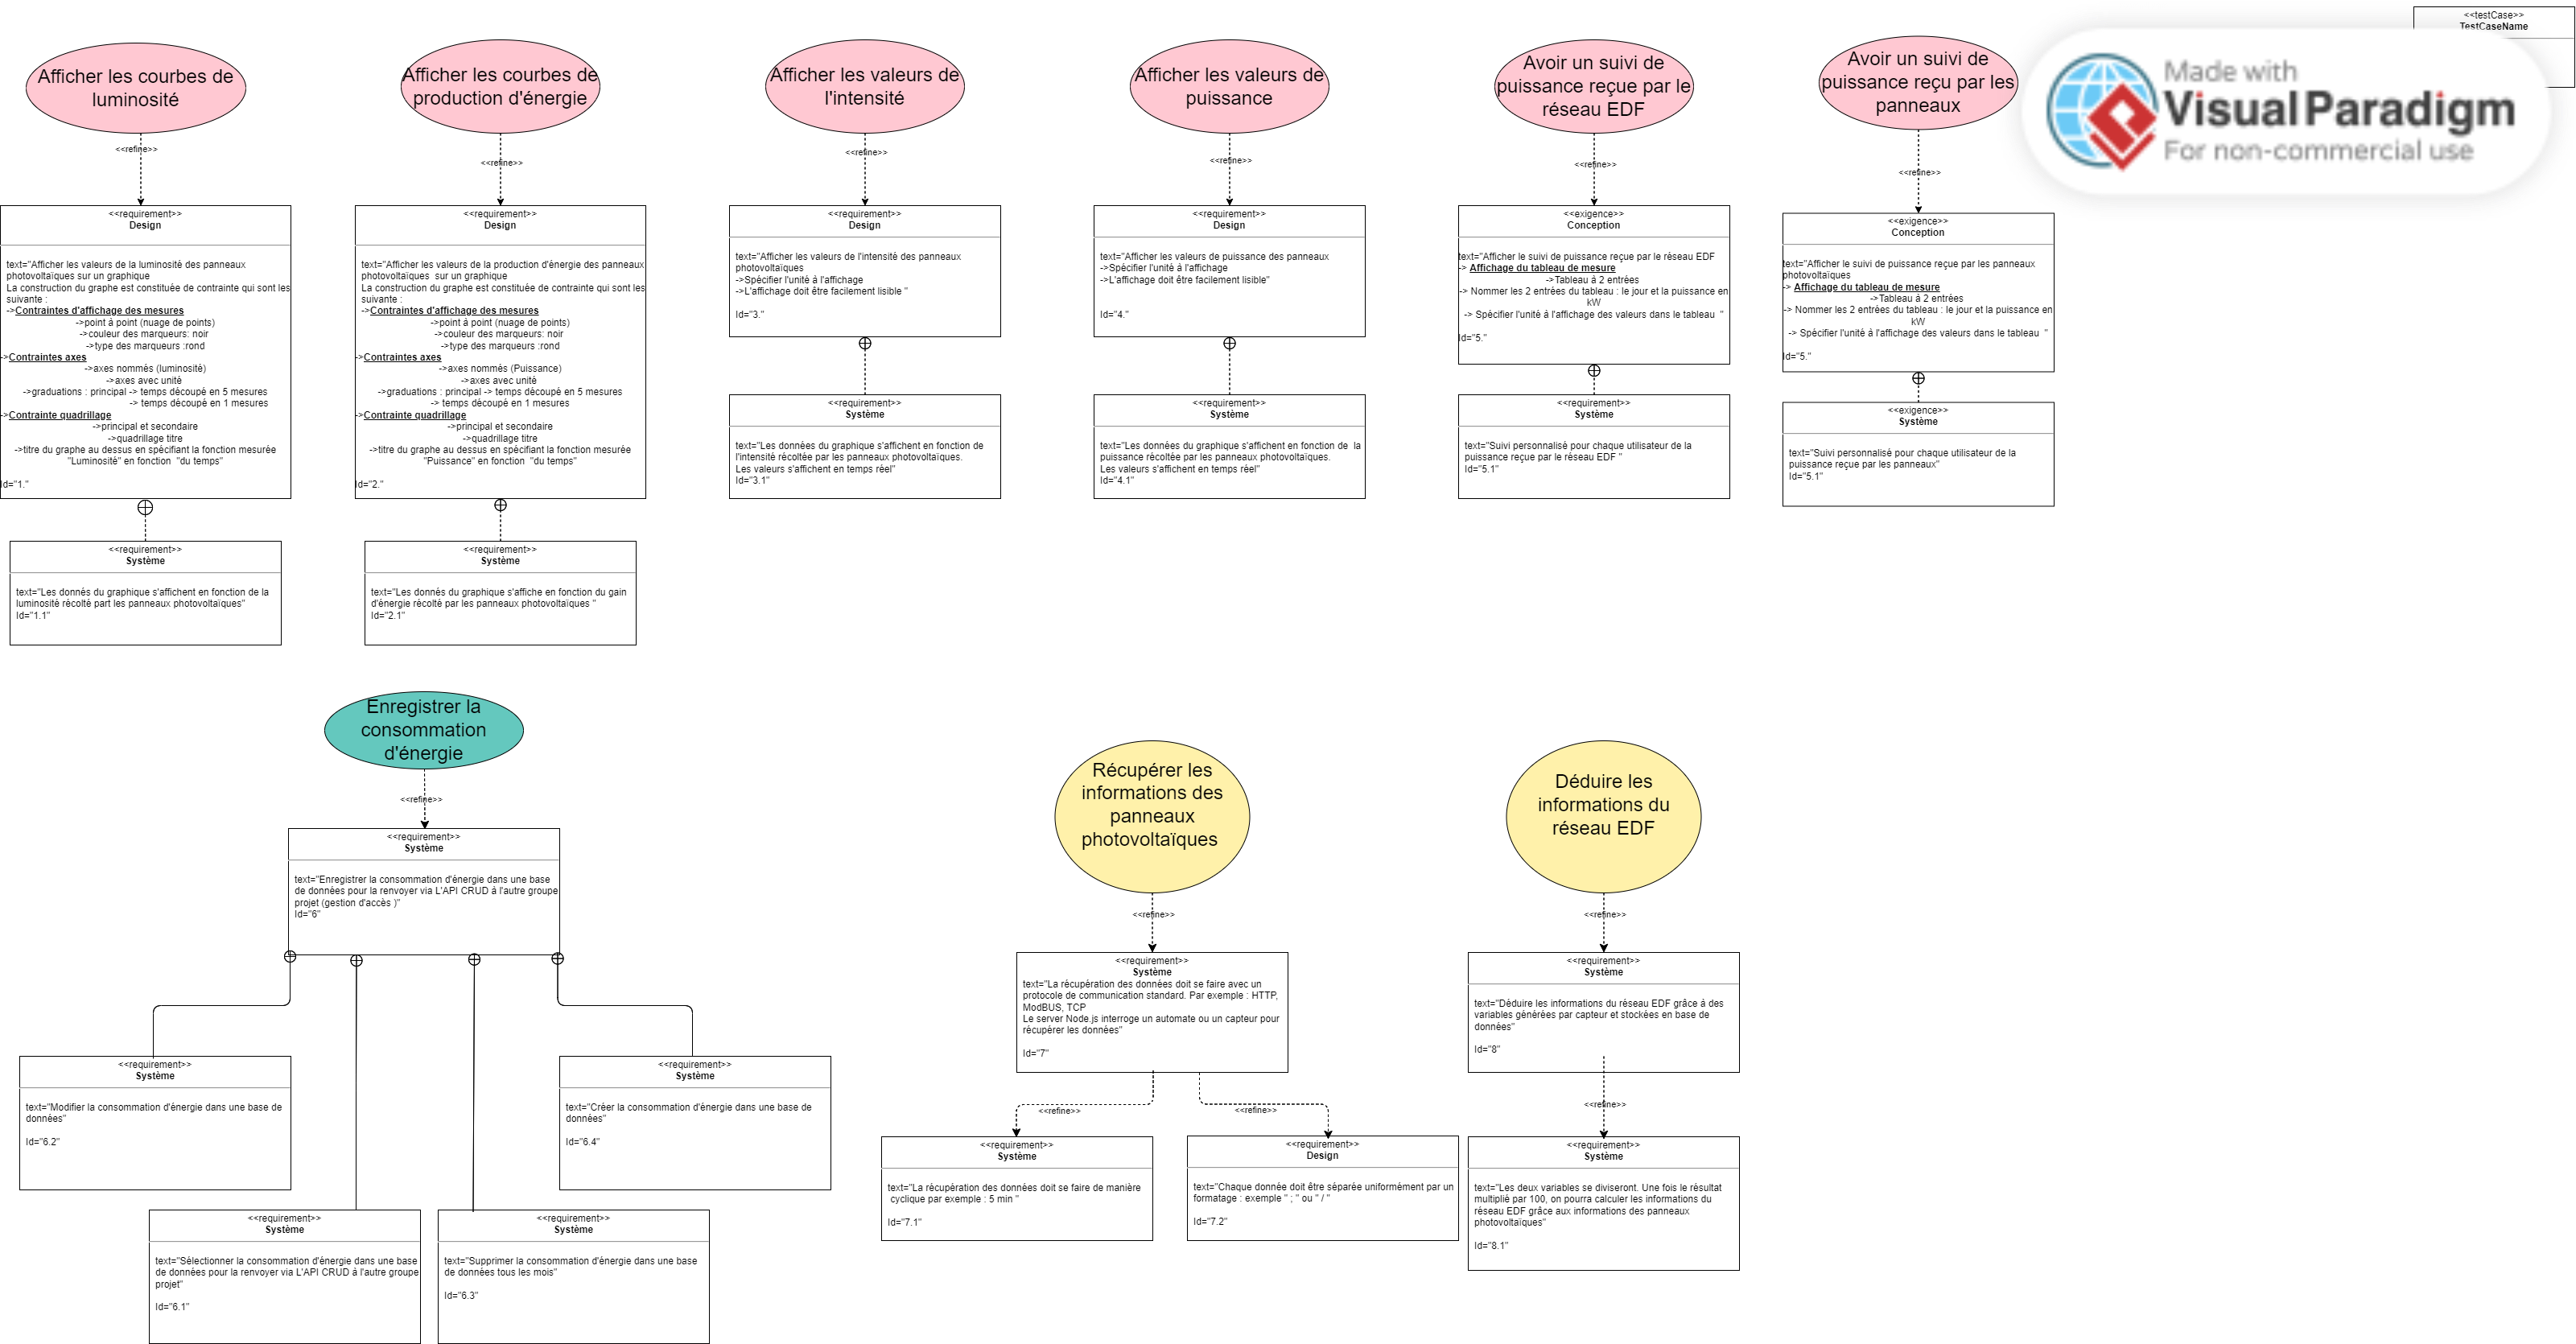 <<testCase>>
TestCaseName
Made with
Visual Paradigm
For non-commercial use
Afficher les courbes de
luminosité
<<refine>>
<<requirement>>
Design
text="Afficher les valeurs de la luminosité des panneaux
photovoltaïques sur un graphique
La construction du graphe est constituée de contrainte qui sont les
suivante :
->Contraintes d'affichage des mesures
->point à point (nuage de points)
->couleur des marqueurs: noir
->type des marqueurs :rond
->Contraintes axes
->axes nommés (luminosité)
->axes avec unité
->graduations : principal -> temps découpé en 5 mesures
-> temps découpé en 1 mesures
->Contrainte quadrillage
->principal et secondaire
->quadrillage titre
->titre du graphe au dessus en spécifiant la fonction mesurée
"Luminosité" en fonction  "du temps"
Id="1."
<<requirement>>
Système
text="Les donnés du graphique s'affichent en fonction de la
luminosité récolté part les panneaux photovoltaïques"
Id="1.1"
Afficher les courbes de
production d'énergie
<<refine>>
<<requirement>>
Design
text="Afficher les valeurs de la production d'énergie des panneaux
photovoltaïques  sur un graphique
La construction du graphe est constituée de contrainte qui sont les
suivante :
->Contraintes d'affichage des mesures
->point à point (nuage de points)
->couleur des marqueurs: noir
->type des marqueurs :rond
->Contraintes axes
->axes nommés (Puissance)
->axes avec unité
->graduations : principal -> temps découpé en 5 mesures
-> temps découpé en 1 mesures
->Contrainte quadrillage
->principal et secondaire
->quadrillage titre
->titre du graphe au dessus en spécifiant la fonction mesurée
"Puissance" en fonction  "du temps"
Id="2."
<<requirement>>
Système
text="Les donnés du graphique s'affiche en fonction du gain
d'énergie récolté par les panneaux photovoltaïques "
Id="2.1"
Afficher les valeurs de
l'intensité
<<refine>>
<<requirement>>
Design
text="Afficher les valeurs de l'intensité des panneaux
photovoltaïques
->Spécifier l'unité à l'affichage
->L'affichage doit être facilement lisible "
Id="3."
<<requirement>>
Système
text="Les données du graphique s'affichent en fonction de
l'intensité récoltée par les panneaux photovoltaïques.
Les valeurs s'affichent en temps réel"
Id="3.1"
Afficher les valeurs de
puissance
<<refine>>
<<requirement>>
Design
text="Afficher les valeurs de puissance des panneaux
->Spécifier l'unité à l'affichage
->L'affichage doit être facilement lisible"
Id="4."
<<requirement>>
Système
text="Les données du graphique s'affichent en fonction de  la
puissance récoltée par les panneaux photovoltaïques.
Les valeurs s'affichent en temps réel"
Id="4.1"
Avoir un suivi de
puissance reçue par le
réseau EDF
<<refine>>
<<exigence>>
Conception
text="Afficher le suivi de puissance reçue par le réseau EDF
-> Affichage du tableau de mesure
->Tableau à 2 entrées
-> Nommer les 2 entrées du tableau : le jour et la puissance en
kW
-> Spécifier l'unité à l'affichage des valeurs dans le tableau  "
Id="5."
<<requirement>>
Système
text="Suivi personnalisé pour chaque utilisateur de la
puissance reçue par le réseau EDF "
Id="5.1"
Avoir un suivi de
puissance reçu par les
panneaux
<<refine>>
<<exigence>>
Conception
text="Afficher le suivi de puissance reçue par les panneaux
photovoltaïques
-> Affichage du tableau de mesure
->Tableau à 2 entrées
-> Nommer les 2 entrées du tableau : le jour et la puissance en
kW
-> Spécifier l'unité à l'affichage des valeurs dans le tableau  "
Id="5."
<<exigence>>
Système
text="Suivi personnalisé pour chaque utilisateur de la
puissance reçue par les panneaux"
Id="5.1"
Enregistrer la
consommation
d'énergie
<<refine>>
<<requirement>>
Système
text="Enregistrer la consommation d'énergie dans une base
de données pour la renvoyer via L'API CRUD à l'autre groupe
projet (gestion d'accès )"
Id="6"
<<requirement>>
Système
text="Modifier la consommation d'énergie dans une base de
données"
Id="6.2"
<<requirement>>
Système
text="Créer la consommation d'énergie dans une base de
données"
Id="6.4"
<<requirement>>
Système
text="Sélectionner la consommation d'énergie dans une base
de données pour la renvoyer via L'API CRUD à l'autre groupe
projet"
Id="6.1"
<<requirement>>
Système
text="Supprimer la consommation d'énergie dans une base
de données tous les mois"
Id="6.3"
Récupérer les
informations des
panneaux
photovoltaïques
<<refine>>
<<requirement>>
Système
text="La récupération des données doit se faire avec un
protocole de communication standard. Par exemple : HTTP,
ModBUS, TCP
Le server Node.js interroge un automate ou un capteur pour
récupérer les données"
Id="7"
<<refine>>
<<refine>>
<<requirement>>
Système
text="La récupération des données doit se faire de manière
cyclique par exemple : 5 min "
Id="7.1"
<<requirement>>
Design
text="Chaque donnée doit être séparée uniformément par un
formatage : exemple " ; " ou " / "
Id="7.2"
Déduire les
informations du
réseau EDF
<<refine>>
<<requirement>>
Système
text="Déduire les informations du réseau EDF grâce à des
variables générées par capteur et stockées en base de
données"
Id="8"
<<refine>>
<<requirement>>
Système
text="Les deux variables se diviseront. Une fois le résultat
multiplié par 100, on pourra calculer les informations du
réseau EDF grâce aux informations des panneaux
photovoltaïques"
Id="8.1"